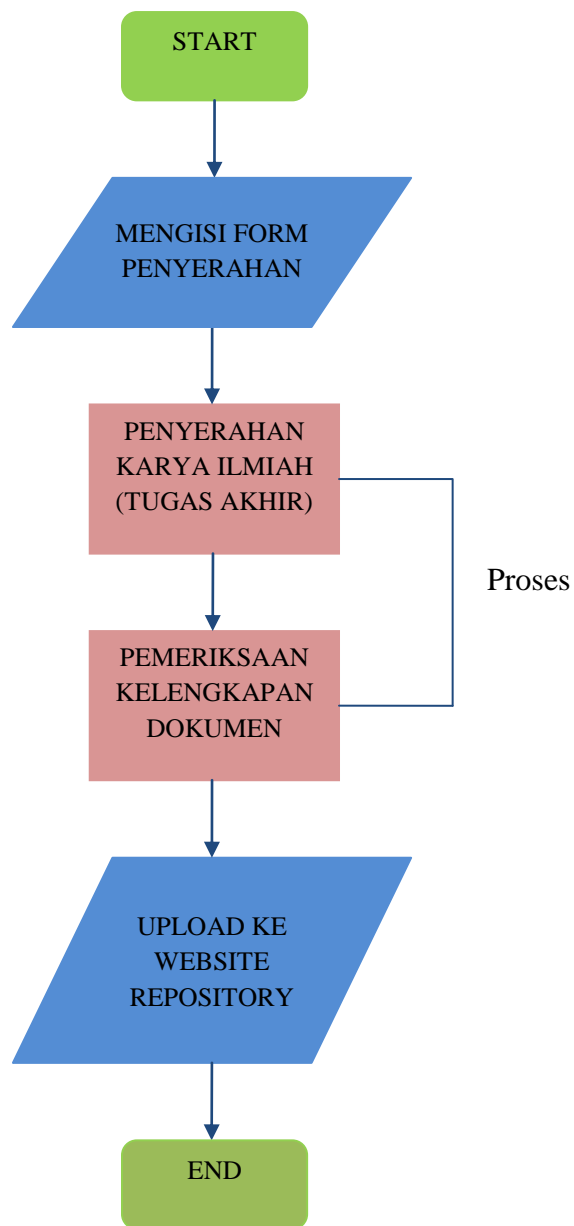 START
MENGISI FORM
PENYERAHAN
PENYERAHAN
KARYA ILMIAH
(TUGAS AKHIR)
Proses
PEMERIKSAAN
KELENGKAPAN
DOKUMEN
UPLOAD KE
WEBSITE
REPOSITORY
END